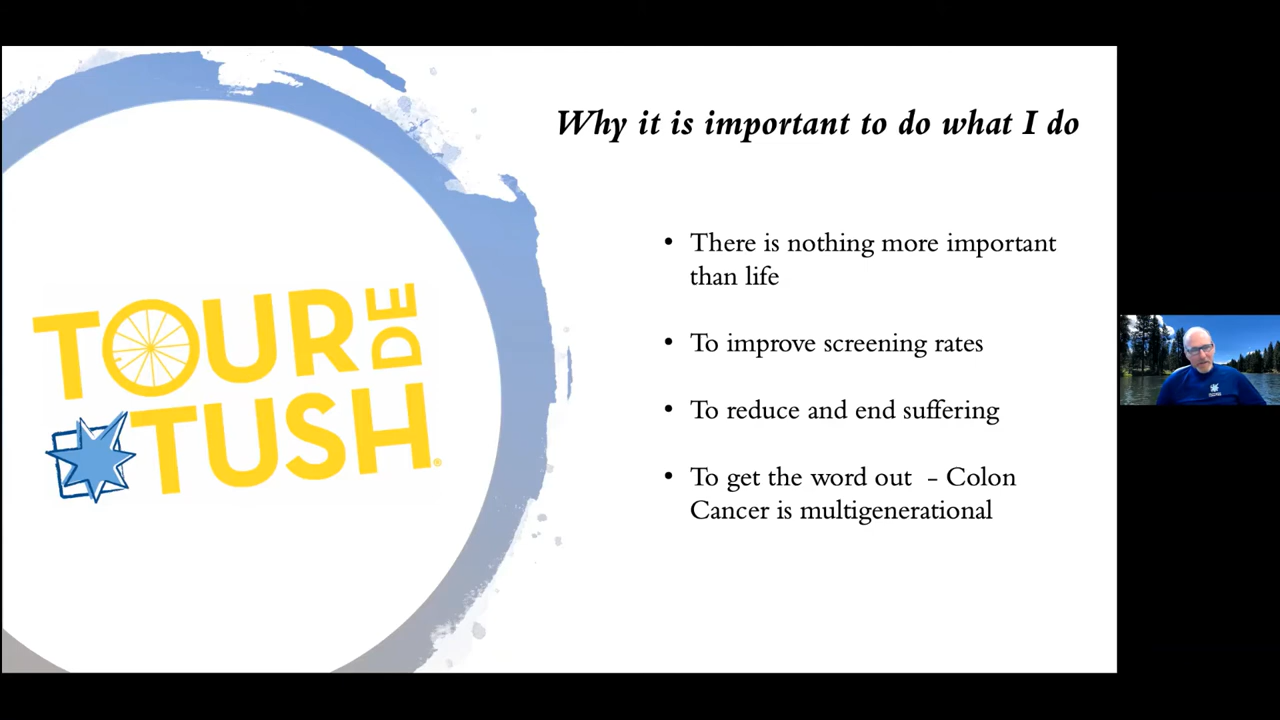 Why it is important to do what I do
• There is nothing more important
than life
• To improve screening rates
• To reduce and end suffering
• To get the word out - Colon
Cancer is multigenerational
TOUR DE
TUSH®